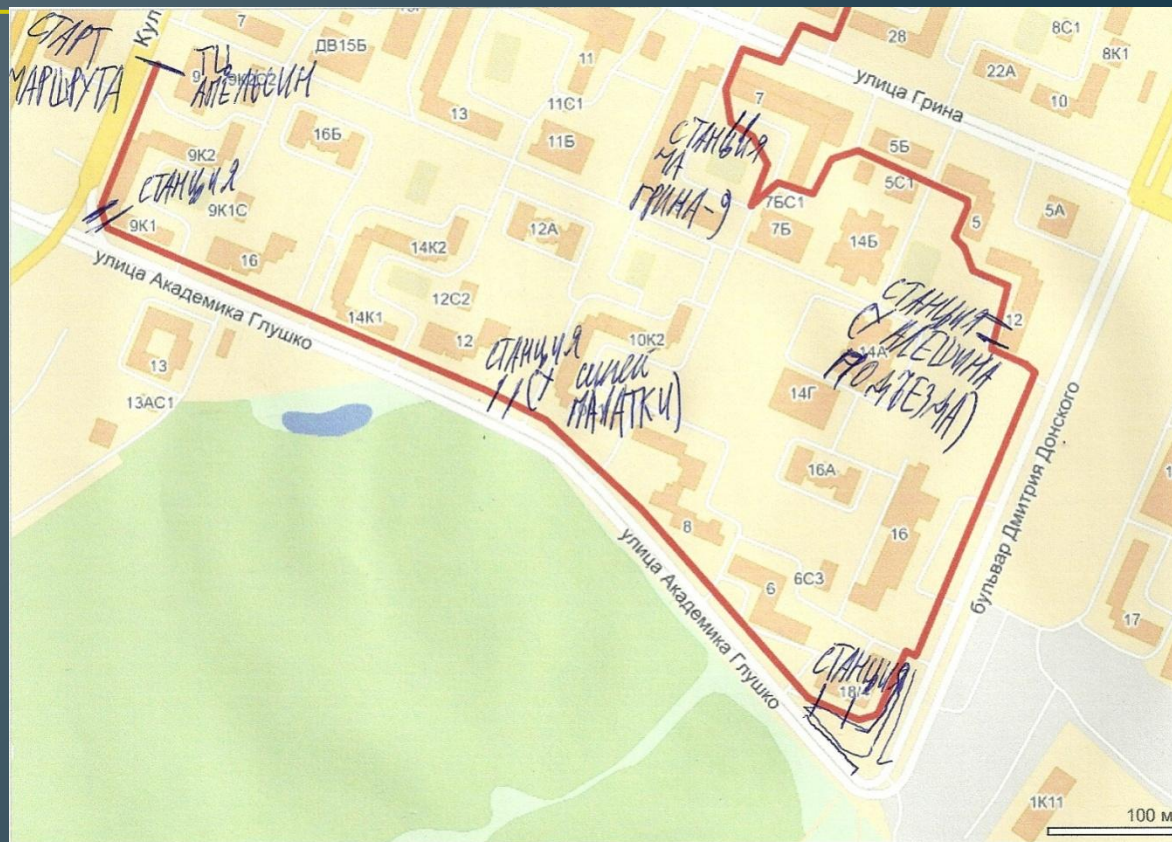 СТАРТ
МАРШРУТА
Кул
ТЦ
АПЕЛЬСИН
7
ДВ15Б
11
28
8С1
8К1
22А
10
улица Грина
13
11С1
11Б
16Б
9К2
СТАНЦИЯ
9К1С
9К1
16
14К2
12А
12С2
14К1
12
10К2
улица Академика Глушко
13
13АС1
7
СТАНЦИЯ
НА
ГРИНА-9
5Б
5С1
7БС1
7Б
14Б
5
5А
12
СТАНЦИЯ
(У АЛЕШИНА
ПОДЪЕЗДА)
14А
14Г
16А
16
СТАНЦИЯ
(У синей
ПАЛАТКИ)
8
6
6С3
улица Академика Глушко
бульвар Дмитрия Донского
17
СТАНЦИЯ
18/4
1К11
100 м